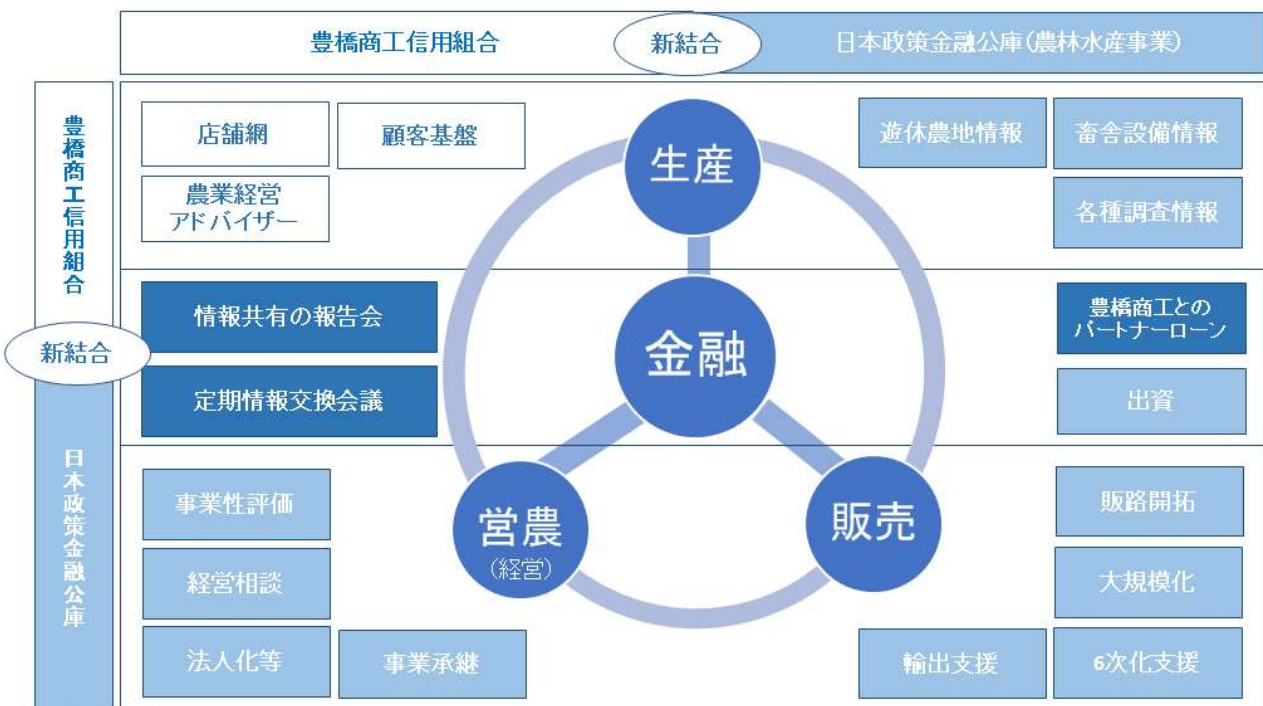 豊橋商工信用組合
新結合
日本政策金融公庫(農林水産事業)
豊橋商工信用組合
新結合
日本政策金融公庫
店舗網
顧客基盤
農業経営
アドバイザー
生産
遊休農地情報
畜舎設備情報
各種調査情報
情報共有の報告会
定期情報交換会議
金融
豊橋商工との
パートナーローン
出資
事業性評価
経営相談
法人化等
事業承継
営農
(経営)
販売
販路開拓
大規模化
輸出支援
6次化支援